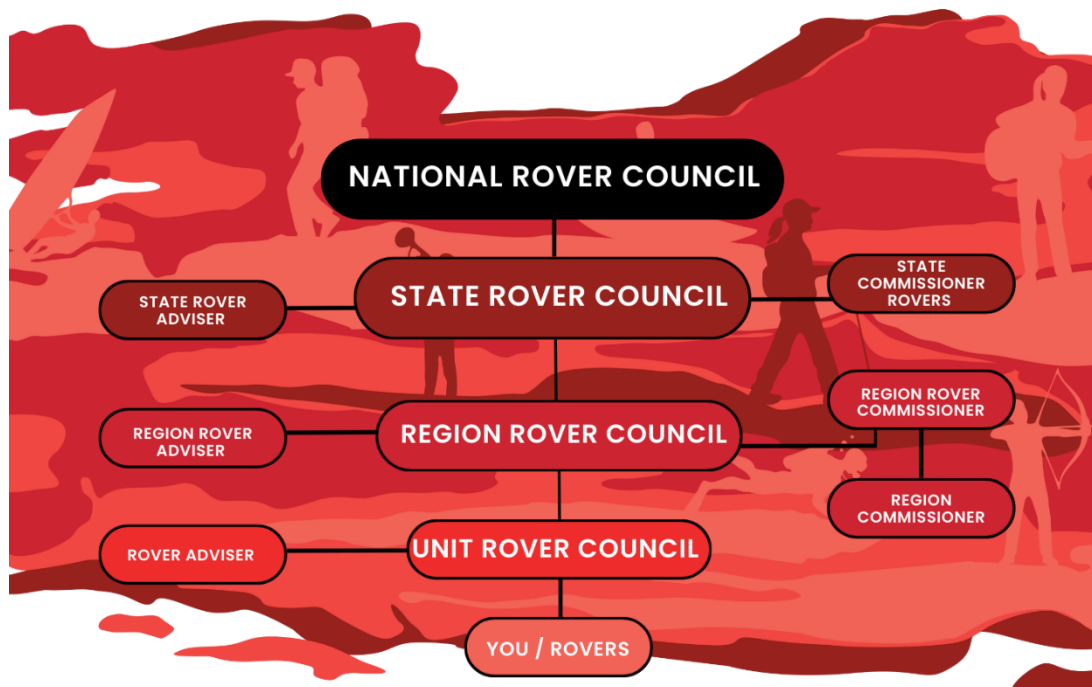 NATIONAL ROVER COUNCIL
STATE ROVER
ADVISER
STATE ROVER COUNCIL
STATE
COMMISSIONER
ROVERS
REGION ROVER
ADVISER
REGION ROVER COUNCIL
REGION ROVER
COMMISSIONER
REGION
COMMISSIONER
ROVER ADVISER
UNIT ROVER COUNCIL
YOU / ROVERS